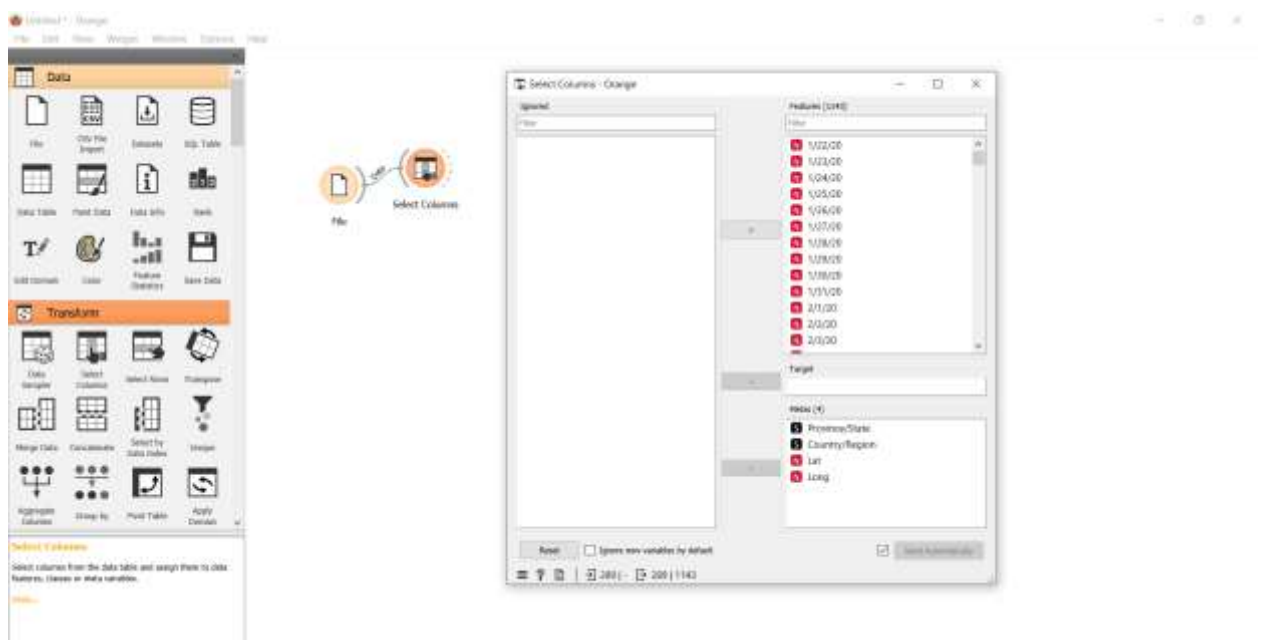 Untitled * - Orange
File Edit View Widget Window Options Help
Data
File
CSV File Import
Datasets
SQL Table
Data Table
Paint Data
Data Info
Rank
Edit Domain
Color
Feature Statistics
Save Data
Transform
Data Sampler
Select Columns
Select Rows
Transpose
Merge Data
Concatenate
Select by Data Index
Unique
Aggregate Columns
Group by
Pivot Table
Apply Domain
Select Columns
Select columns from the data table and assign them to data
features, classes or meta variables.
more...
File
Data
Select Columns
Select Columns - Orange
Ignored
Filter
Features (1143)
Filter
1/22/20
1/23/20
1/24/20
1/25/20
1/26/20
1/27/20
1/28/20
1/29/20
1/30/20
1/31/20
2/1/20
2/2/20
2/3/20
Target
Metas (4)
Province/State
Country/Region
Lat
Long
Reset
Ignore new variables by default
Send Automatically
289 | -
289 | 1143